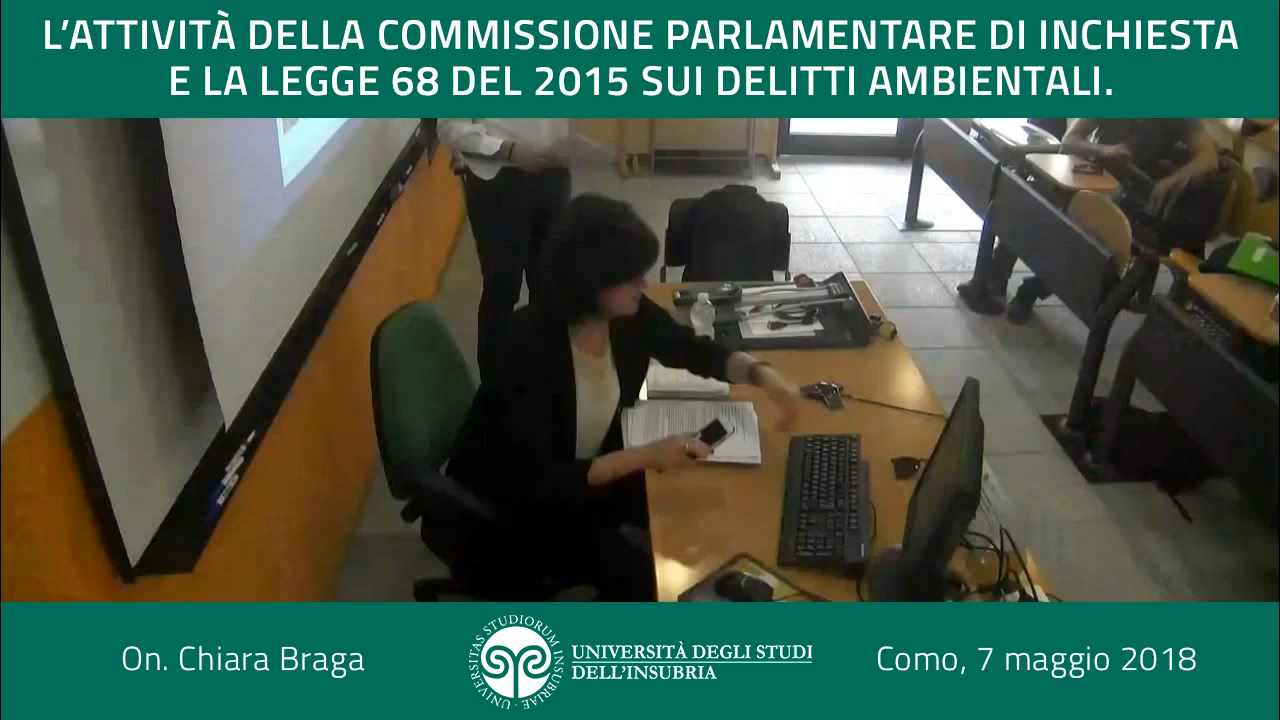 L'ATTIVITÀ DELLA COMMISSIONE PARLAMENTARE DI INCHIESTA
E LA LEGGE 68 DEL 2015 SUI DELITTI AMBIENTALI.
On. Chiara Braga
UNIVERSITAS STUDIORUM INSUBRIAE
UNIVERSITÀ DEGLI STUDI
DELL'INSUBRIA
Como, 7 maggio 2018